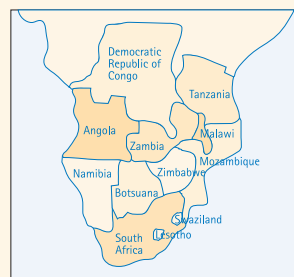 Democratic
Republic of
Congo
Tanzania
Angola
Malawi
Zambia
Mozambique
Namibia
Zimbabwe
Botsuana
Swaziland
South
Africa
Lesotho